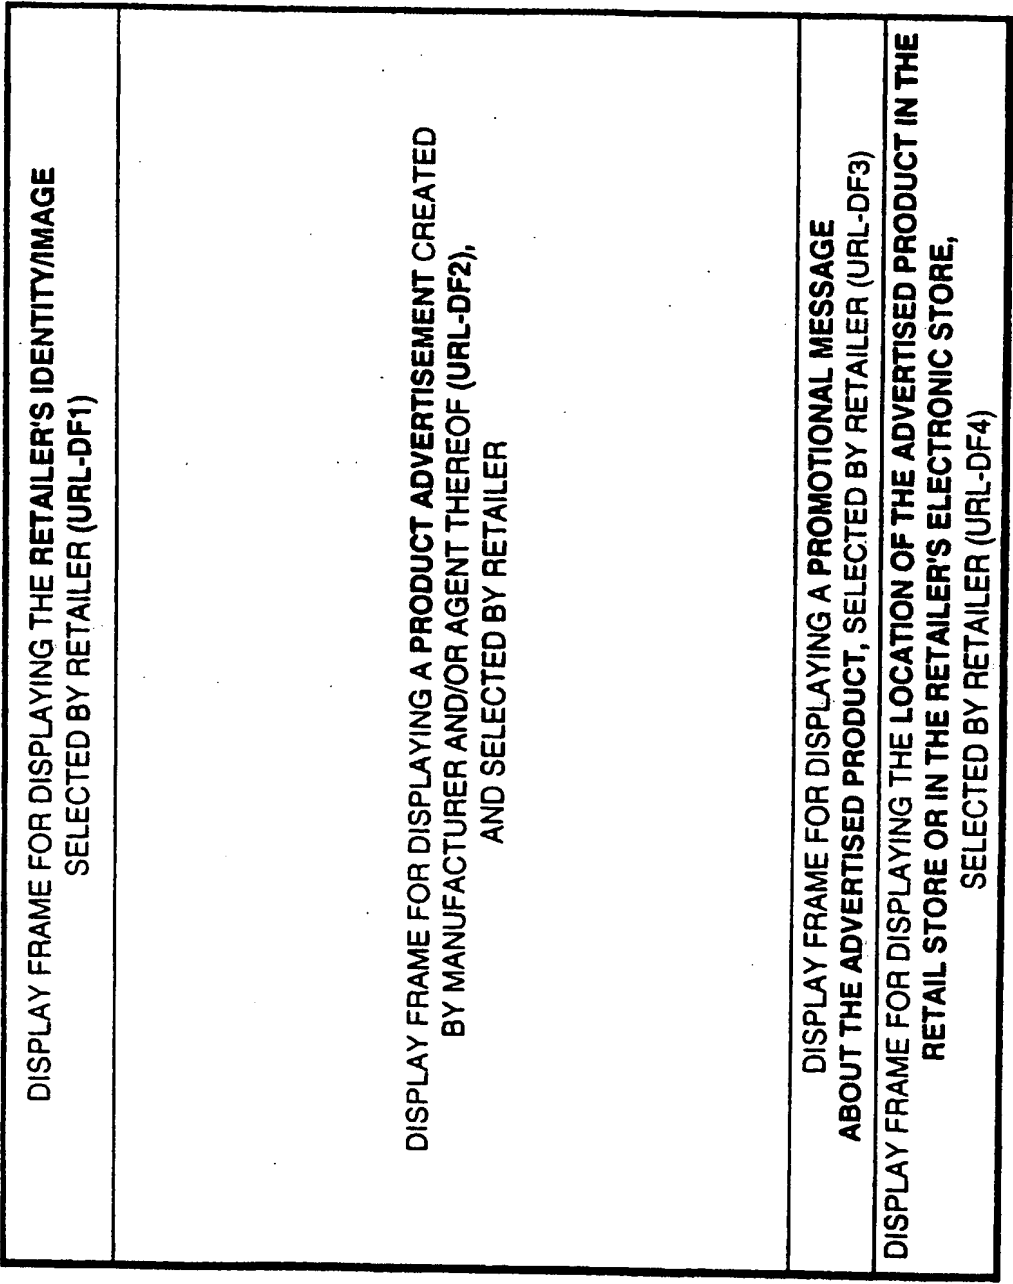 DISPLAY FRAME FOR DISPLAYING THE RETAILER'S IDENTITY/IMAGE
SELECTED BY RETAILER (URL-DF1)
DISPLAY FRAME FOR DISPLAYING A PRODUCT ADVERTISEMENT CREATED
BY MANUFACTURER AND/OR AGENT THEREOF (URL-DF2),
AND SELECTED BY RETAILER
DISPLAY FRAME FOR DISPLAYING A PROMOTIONAL MESSAGE
ABOUT THE ADVERTISED PRODUCT, SELECTED BY RETAILER (URL-DF3)
DISPLAY FRAME FOR DISPLAYING THE LOCATION OF THE ADVERTISED PRODUCT IN THE
RETAIL STORE OR IN THE RETAILER'S ELECTRONIC STORE,
SELECTED BY RETAILER (URL-DF4)